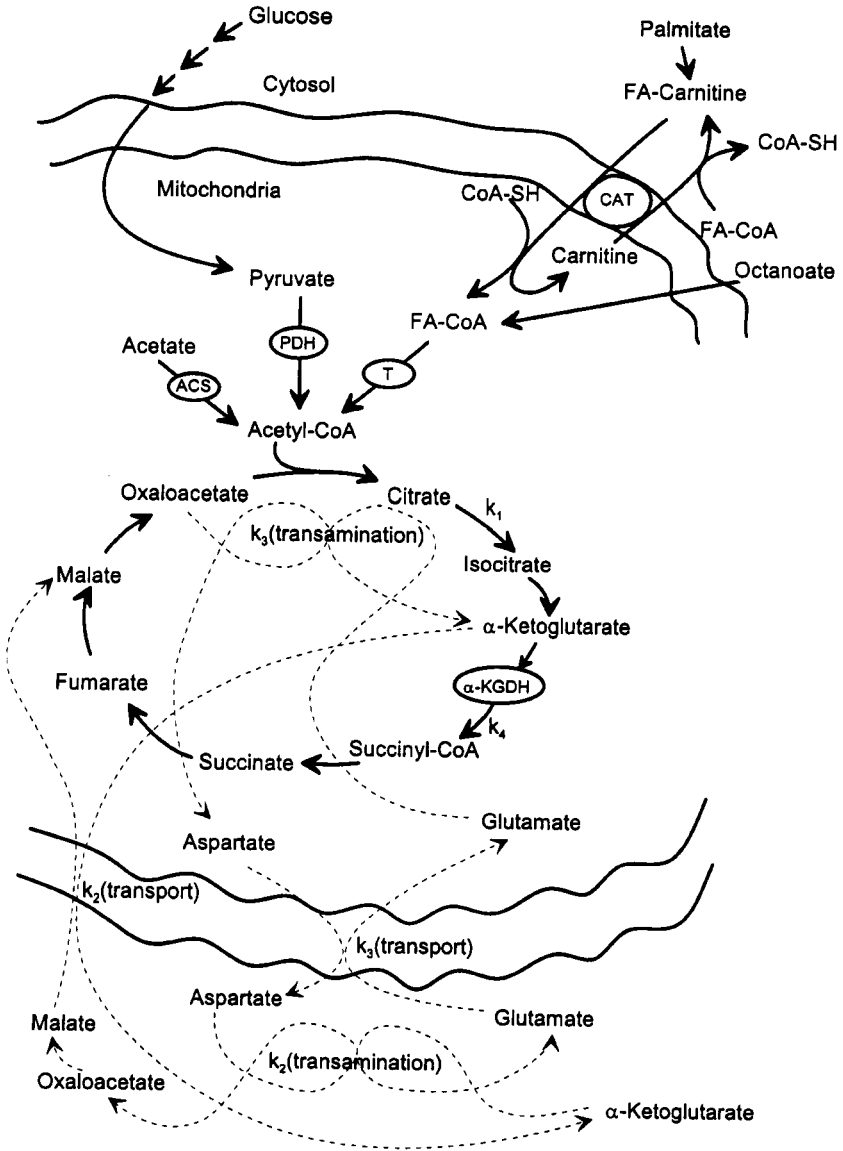 Glucose
Palmitate
Cytosol
FA-Carnitine
CoA-SH
Mitochondria
CoA-SH
CAT
FA-CoA
Carnitine
Octanoate
Pyruvate
FA-CoA
PDH
Acetate
T
ACS
Acetyl-CoA
Oxaloacetate
Citrate
k1
k3(transamination)
Isocitrate
Malate
α-Ketoglutarate
Fumarate
α-KGDH
k4
Succinyl-CoA
Succinate
Glutamate
Aspartate
k2(transport)
k3(transport)
Aspartate
Glutamate
Malate
k2(transamination)
Oxaloacetate
α-Ketoglutarate